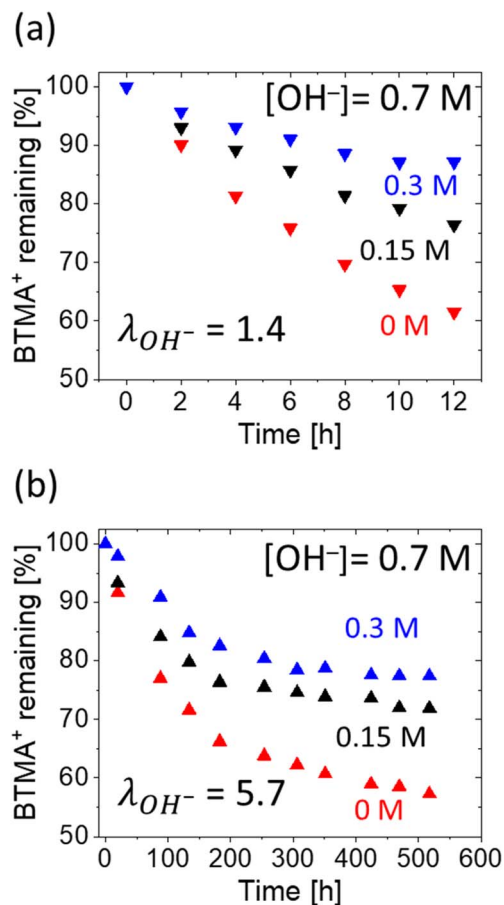 (a)
100
90
80
70
60
50
BTMA⁺ remaining [%]
[OH⁻]= 0.7 M
0.3 M
0.15 M
0 M
λ_OH⁻ = 1.4
0 2 4 6 8 10 12
Time [h]
(b)
100
90
80
70
60
50
BTMA⁺ remaining [%]
[OH⁻]= 0.7 M
0.3 M
0.15 M
0 M
λ_OH⁻ = 5.7
0 100 200 300 400 500 600
Time [h]